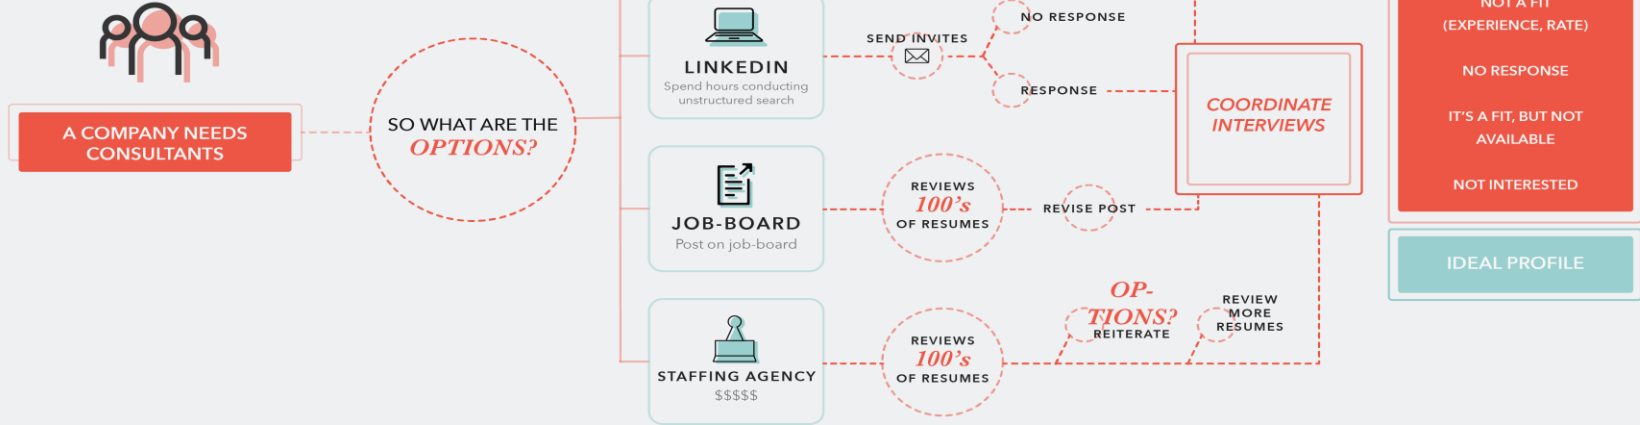 A COMPANY NEEDS
CONSULTANTS
SO WHAT ARE THE
OPTIONS?
LINKEDIN
Spend hours conducting
unstructured search
SEND INVITES
NO RESPONSE
RESPONSE
JOB-BOARD
Post on job-board
REVIEWS
100's
OF RESUMES
REVISE POST
STAFFING AGENCY
$$$$$
REVIEWS
100's
OF RESUMES
OP-
TIONS?
REITERATE
REVIEW
MORE
RESUMES
COORDINATE
INTERVIEWS
NOT A FIT
(EXPERIENCE, RATE)
NO RESPONSE
IT'S A FIT, BUT NOT
AVAILABLE
NOT INTERESTED
IDEAL PROFILE